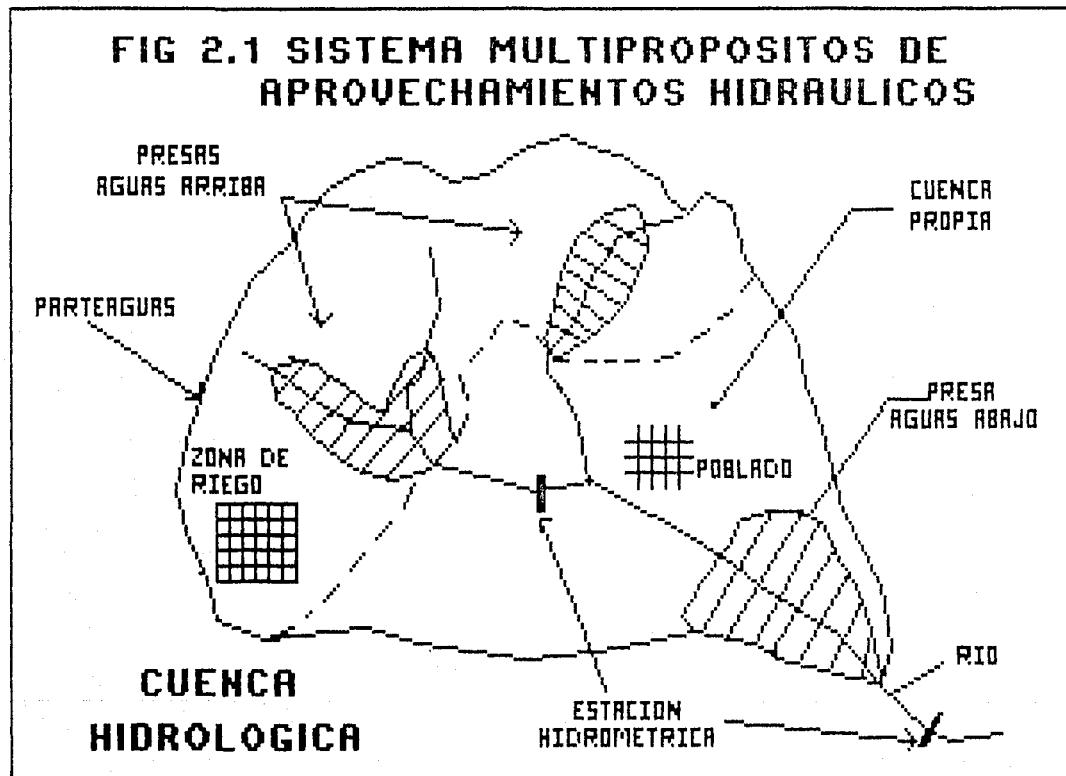 FIG 2.1 SISTEMA MULTIPROPOSITOS DE
APROVECHAMIENTOS HIDRAULICOS
PRESAS
AGUAS ARRIBA
CUENCA
PROPIA
PARTEAGUAS
PRESA
AGUAS ABAJO
ZONA DE
RIEGO
POBLADO
RIO
CUENCA
HIDROLOGICA
ESTACION
HIDROMETRICA